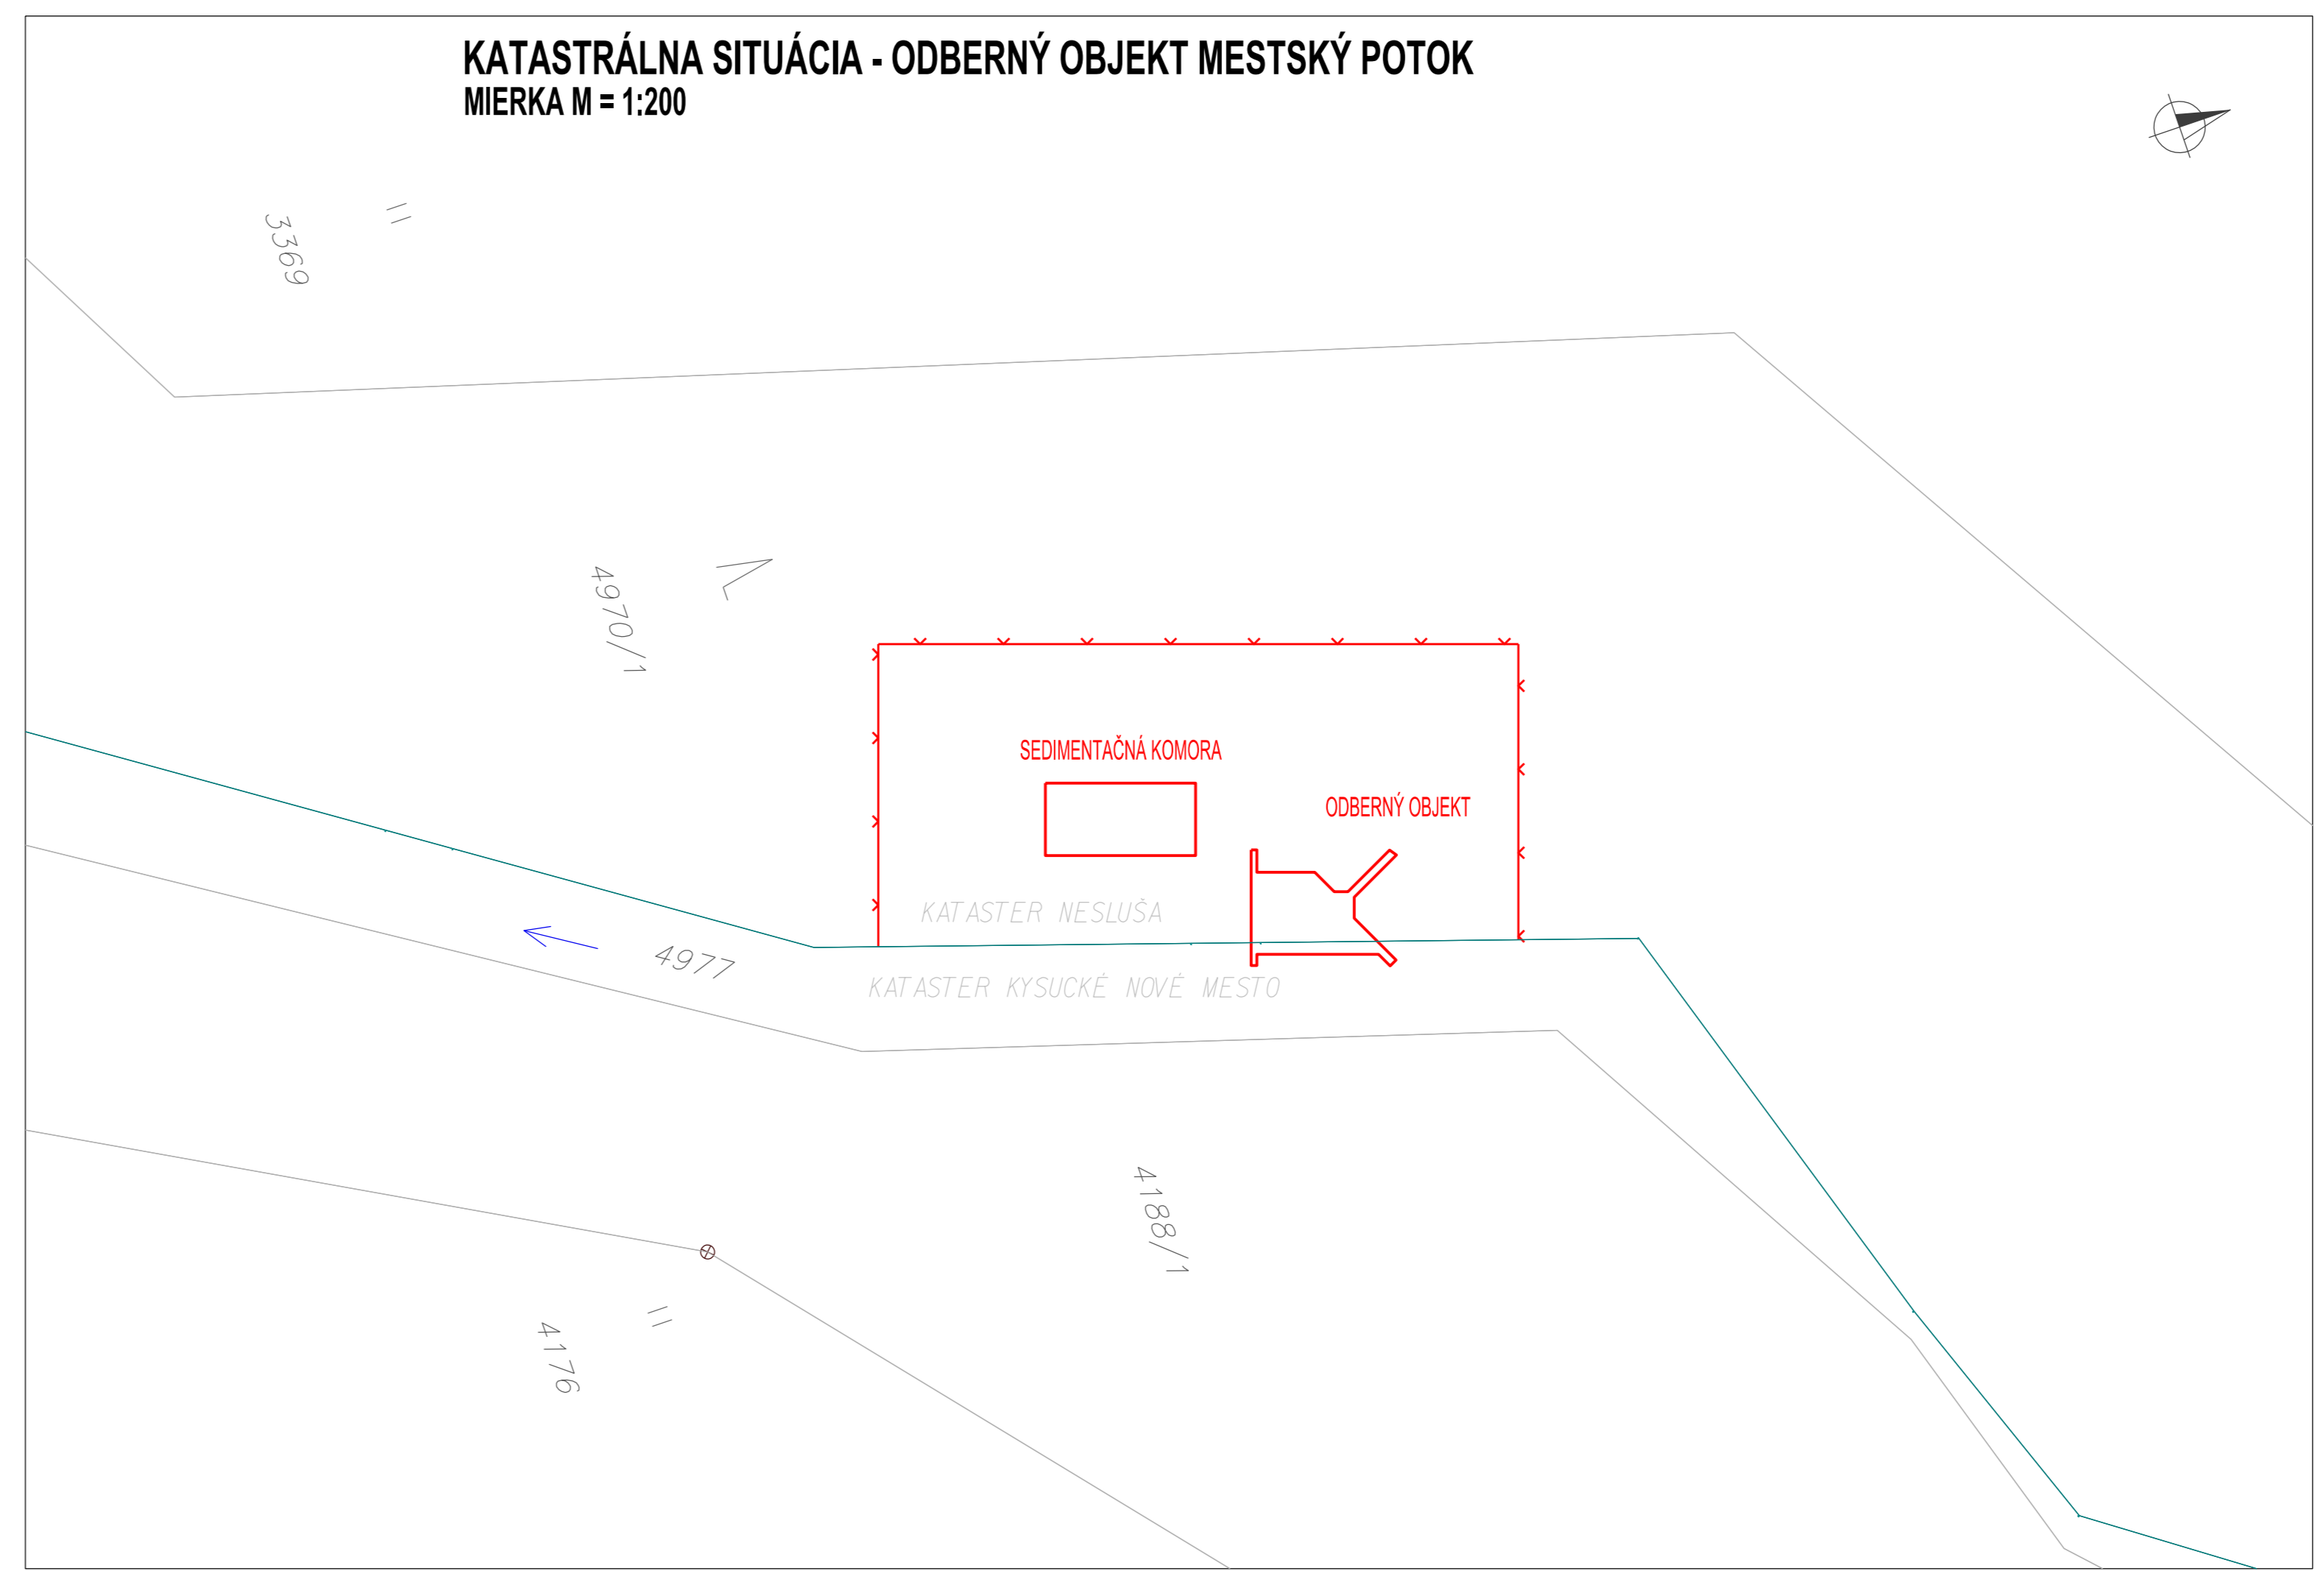 KATASTRÁLNA SITUÁCIA - ODBERNÝ OBJEKT MESTSKÝ POTOK
MIERKA M = 1:200
3369
4970/1
SEDIMENTAČNÁ KOMORA
ODBERNÝ OBJEKT
KATASTER NESLUŠA
4977
KATASTER KYSUCKÉ NOVÉ MESTO
4188/1
4176